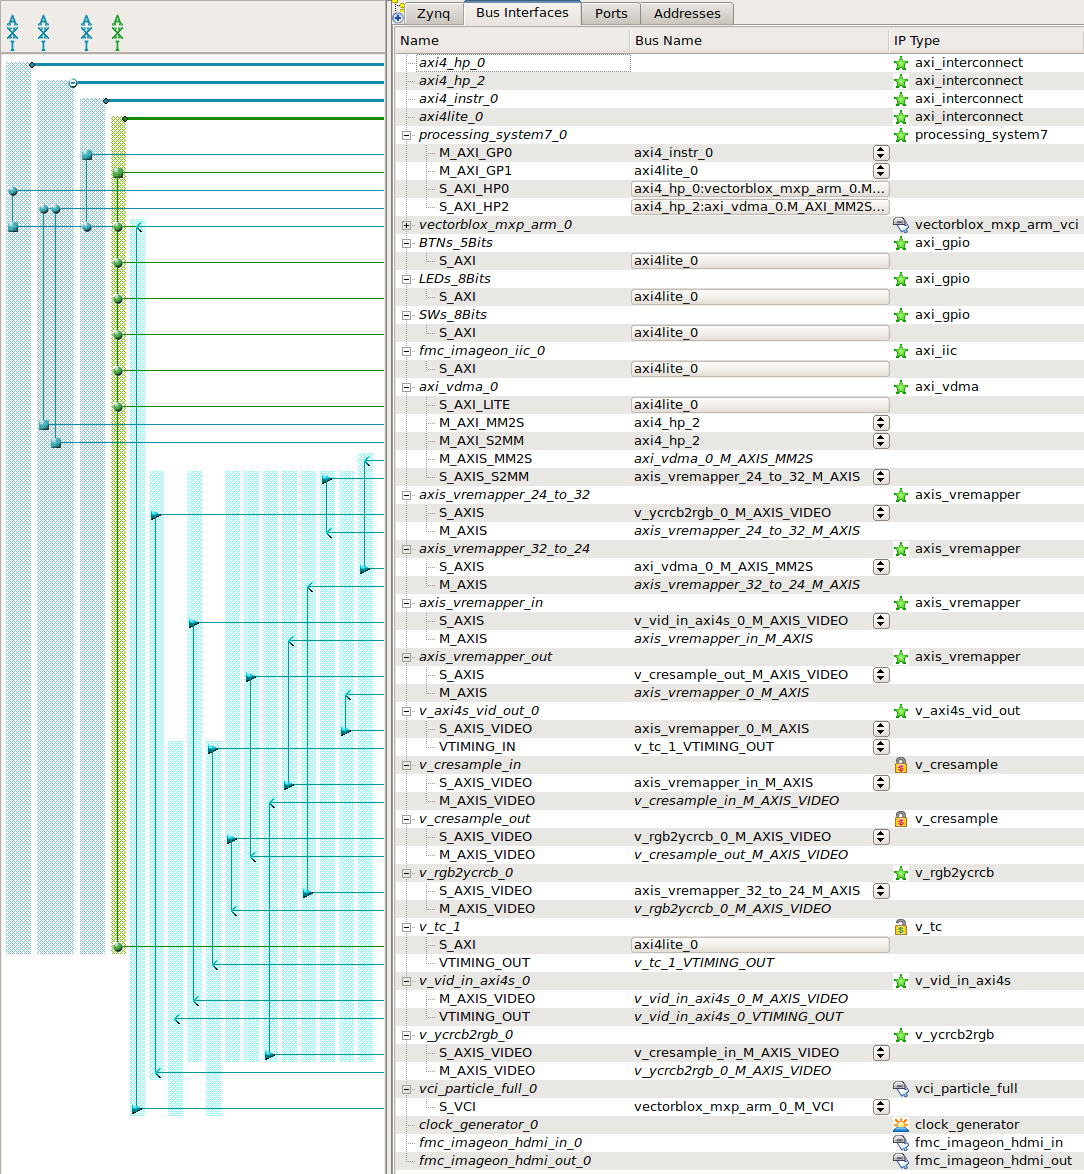 AXI AXI AXI AXI
Zynq Bus Interfaces Ports Addresses
Name Bus Name IP Type
axi4_hp_0 axi_interconnect
axi4_hp_2 axi_interconnect
axi4_instr_0 axi_interconnect
axi4lite_0 axi_interconnect
processing_system7_0 processing_system7
M_AXI_GP0 axi4_instr_0
M_AXI_GP1 axi4lite_0
S_AXI_HP0 axi4_hp_0:vectorblox_mxp_arm_0.M...
S_AXI_HP2 axi4_hp_2:axi_vdma_0.M_AXI_MM2S...
vectorblox_mxp_arm_0 vectorblox_mxp_arm_vci
BTNs_5Bits axi_gpio
S_AXI axi4lite_0
LEDs_8Bits axi_gpio
S_AXI axi4lite_0
SWs_8Bits axi_gpio
S_AXI axi4lite_0
fmc_imageon_iic_0 axi_iic
S_AXI axi4lite_0
axi_vdma_0 axi_vdma
S_AXI_LITE axi4lite_0
M_AXI_MM2S axi4_hp_2
M_AXI_S2MM axi4_hp_2
M_AXIS_MM2S axi_vdma_0_M_AXIS_MM2S
S_AXIS_S2MM axis_vremapper_24_to_32_M_AXIS
axis_vremapper_24_to_32 axis_vremapper
S_AXIS v_ycrcb2rgb_0_M_AXIS_VIDEO
M_AXIS axis_vremapper_24_to_32_M_AXIS
axis_vremapper_32_to_24 axis_vremapper
S_AXIS axi_vdma_0_M_AXIS_MM2S
M_AXIS axis_vremapper_32_to_24_M_AXIS
axis_vremapper_in axis_vremapper
S_AXIS v_vid_in_axi4s_0_M_AXIS_VIDEO
M_AXIS axis_vremapper_in_M_AXIS
axis_vremapper_out axis_vremapper
S_AXIS v_cresample_out_M_AXIS_VIDEO
M_AXIS axis_vremapper_0_M_AXIS
v_axi4s_vid_out_0 v_axi4s_vid_out
S_AXIS_VIDEO axis_vremapper_0_M_AXIS
VTIMING_IN v_tc_1_VTIMING_OUT
v_cresample_in v_cresample
S_AXIS_VIDEO axis_vremapper_in_M_AXIS
M_AXIS_VIDEO v_cresample_in_M_AXIS_VIDEO
v_cresample_out v_cresample
S_AXIS_VIDEO v_rgb2ycrcb_0_M_AXIS_VIDEO
M_AXIS_VIDEO v_cresample_out_M_AXIS_VIDEO
v_rgb2ycrcb_0 v_rgb2ycrcb
S_AXIS_VIDEO axis_vremapper_32_to_24_M_AXIS
M_AXIS_VIDEO v_rgb2ycrcb_0_M_AXIS_VIDEO
v_tc_1 v_tc
S_AXI axi4lite_0
VTIMING_OUT v_tc_1_VTIMING_OUT
v_vid_in_axi4s_0 v_vid_in_axi4s
M_AXIS_VIDEO v_vid_in_axi4s_0_M_AXIS_VIDEO
VTIMING_OUT v_vid_in_axi4s_0_VTIMING_OUT
v_ycrcb2rgb_0 v_ycrcb2rgb
S_AXIS_VIDEO v_cresample_in_M_AXIS_VIDEO
M_AXIS_VIDEO v_ycrcb2rgb_0_M_AXIS_VIDEO
vci_particle_full_0 vci_particle_full
S_VCI vectorblox_mxp_arm_0_M_VCI
clock_generator_0 clock_generator
fmc_imageon_hdmi_in_0 fmc_imageon_hdmi_in
fmc_imageon_hdmi_out_0 fmc_imageon_hdmi_out